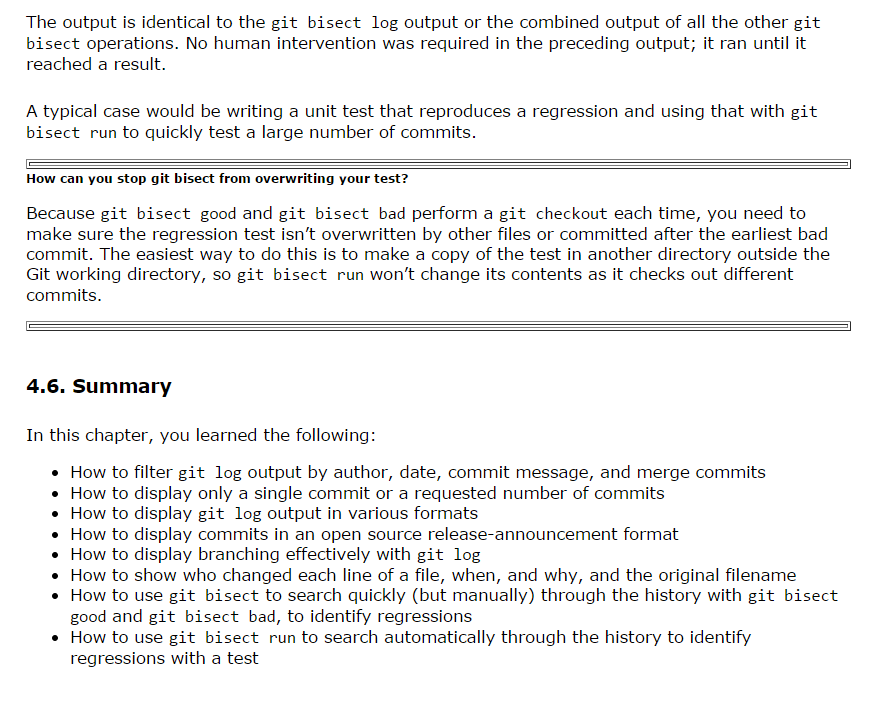 The output is identical to the git bisect log output or the combined output of all the other git
bisect operations. No human intervention was required in the preceding output; it ran until it
reached a result.
A typical case would be writing a unit test that reproduces a regression and using that with git
bisect run to quickly test a large number of commits.
How can you stop git bisect from overwriting your test?
Because git bisect good and git bisect bad perform a git checkout each time, you need to
make sure the regression test isn’t overwritten by other files or committed after the earliest bad
commit. The easiest way to do this is to make a copy of the test in another directory outside the
Git working directory, so git bisect run won’t change its contents as it checks out different
commits.
4.6. Summary
In this chapter, you learned the following:
• How to filter git log output by author, date, commit message, and merge commits
• How to display only a single commit or a requested number of commits
• How to display git log output in various formats
• How to display commits in an open source release-announcement format
• How to display branching effectively with git log
• How to show who changed each line of a file, when, and why, and the original filename
• How to use git bisect to search quickly (but manually) through the history with git bisect
good and git bisect bad, to identify regressions
• How to use git bisect run to search automatically through the history to identify
regressions with a test